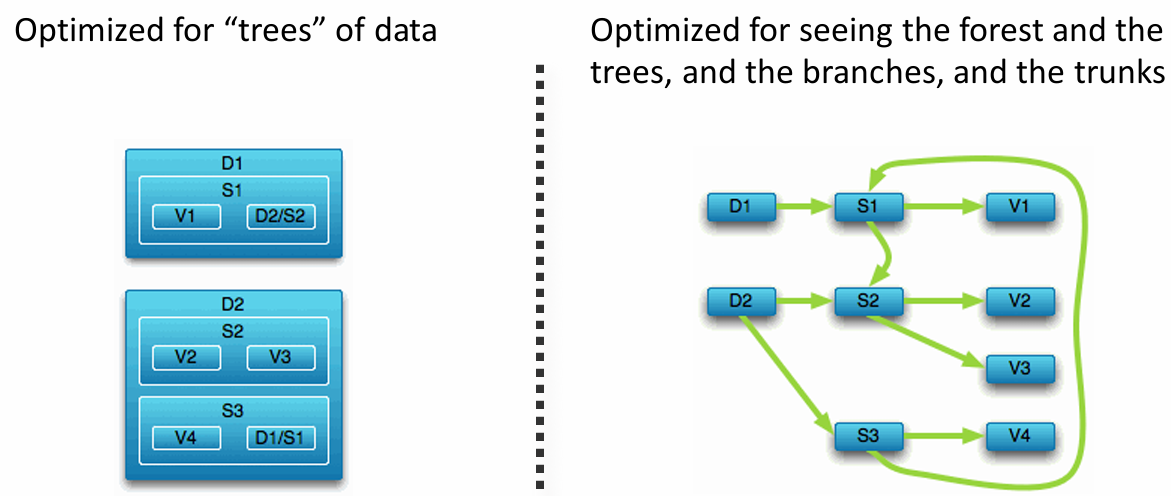 Optimized for “trees” of data
Optimized for seeing the forest and the
trees, and the branches, and the trunks
D1
S1
V1 D2/S2
D2
S2
V2 V3
S3
V4 D1/S1
D1 S1 V1
D2 S2 V2
V3
S3 V4